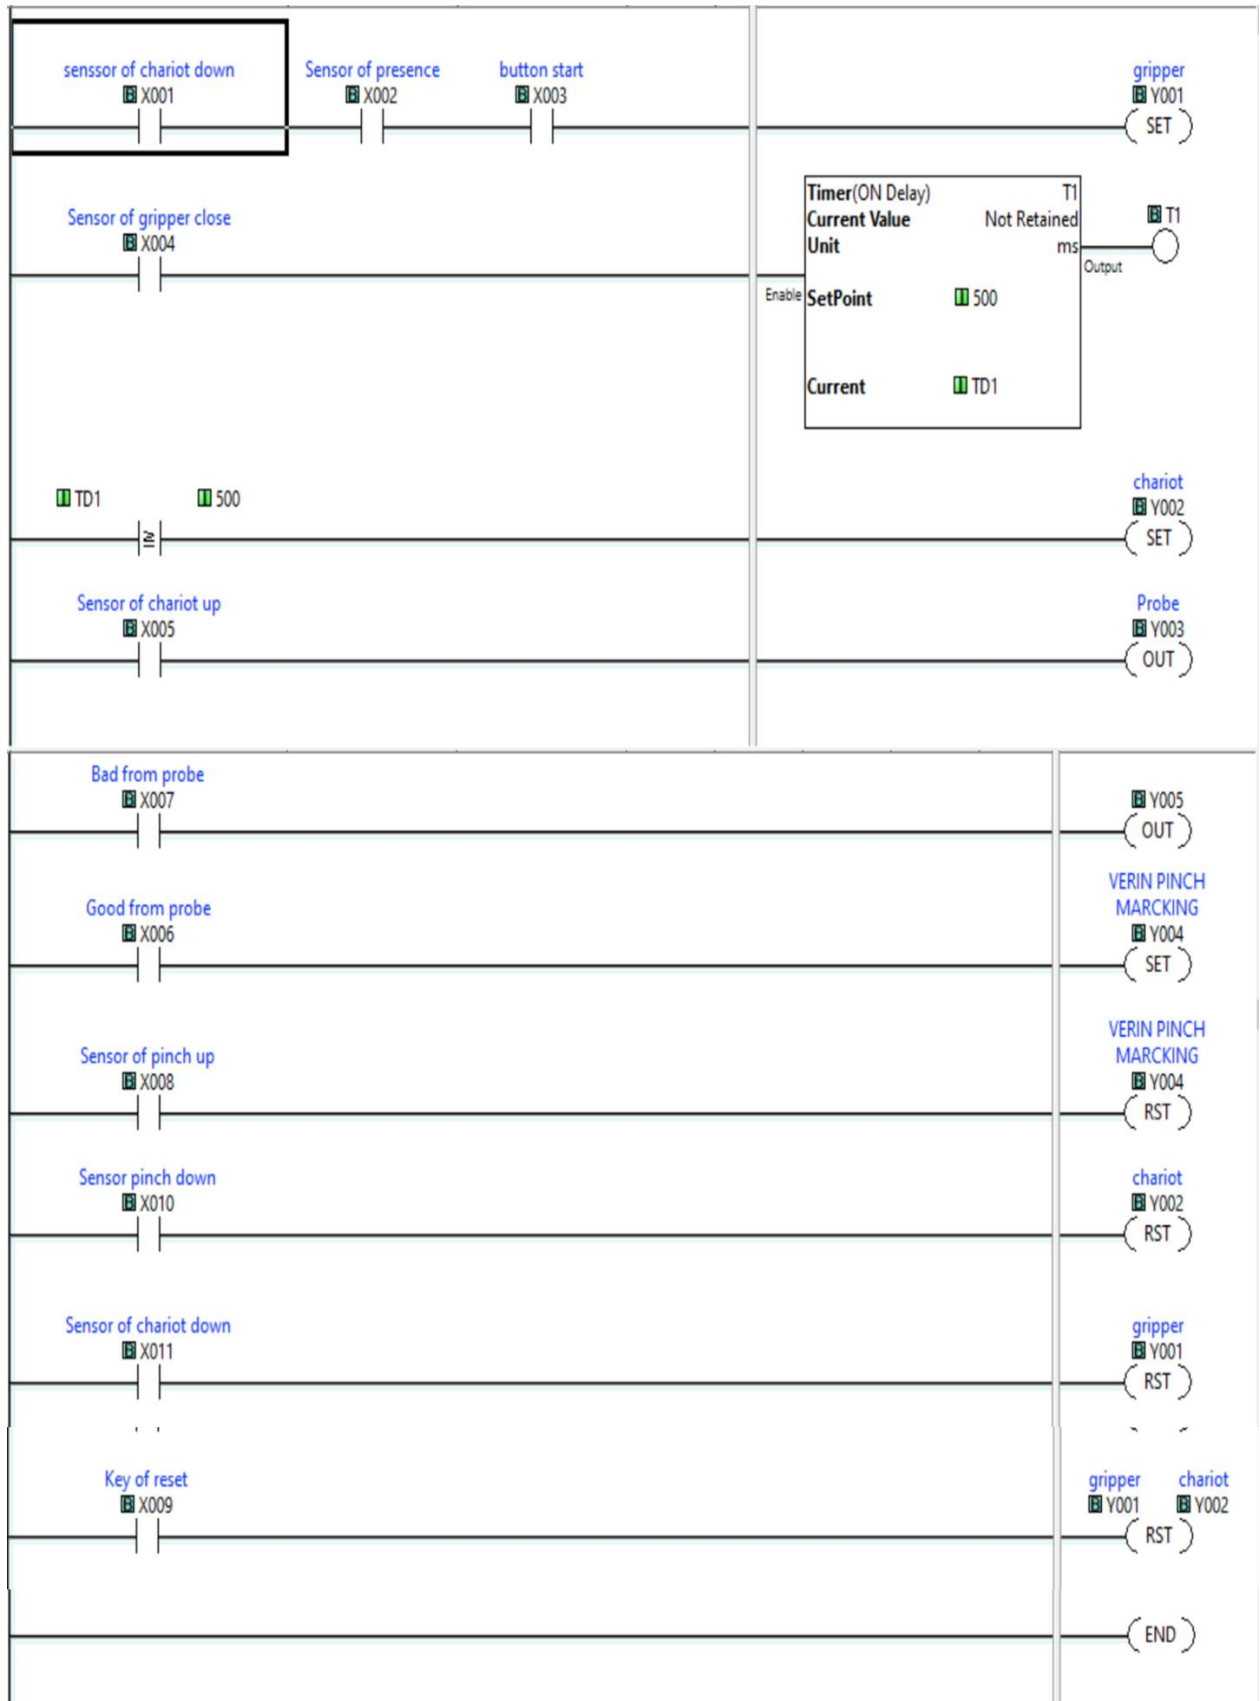 senssor of chariot down
X001
Sensor of presence
X002
button start
X003
gripper
Y001
SET
Sensor of gripper close
X004
Timer(ON Delay) T1
Current Value Not Retained
Unit ms
Enable
SetPoint 500
Current TD1
Output
T1
TD1 500
chariot
Y002
SET
Sensor of chariot up
X005
Probe
Y003
OUT
Bad from probe
X007
Y005
OUT
Good from probe
X006
VERIN PINCH
MARCKING
Y004
SET
Sensor of pinch up
X008
VERIN PINCH
MARCKING
Y004
RST
Sensor pinch down
X010
chariot
Y002
RST
Sensor of chariot down
X011
gripper
Y001
RST
Key of reset
X009
gripper chariot
Y001 Y002
RST
END